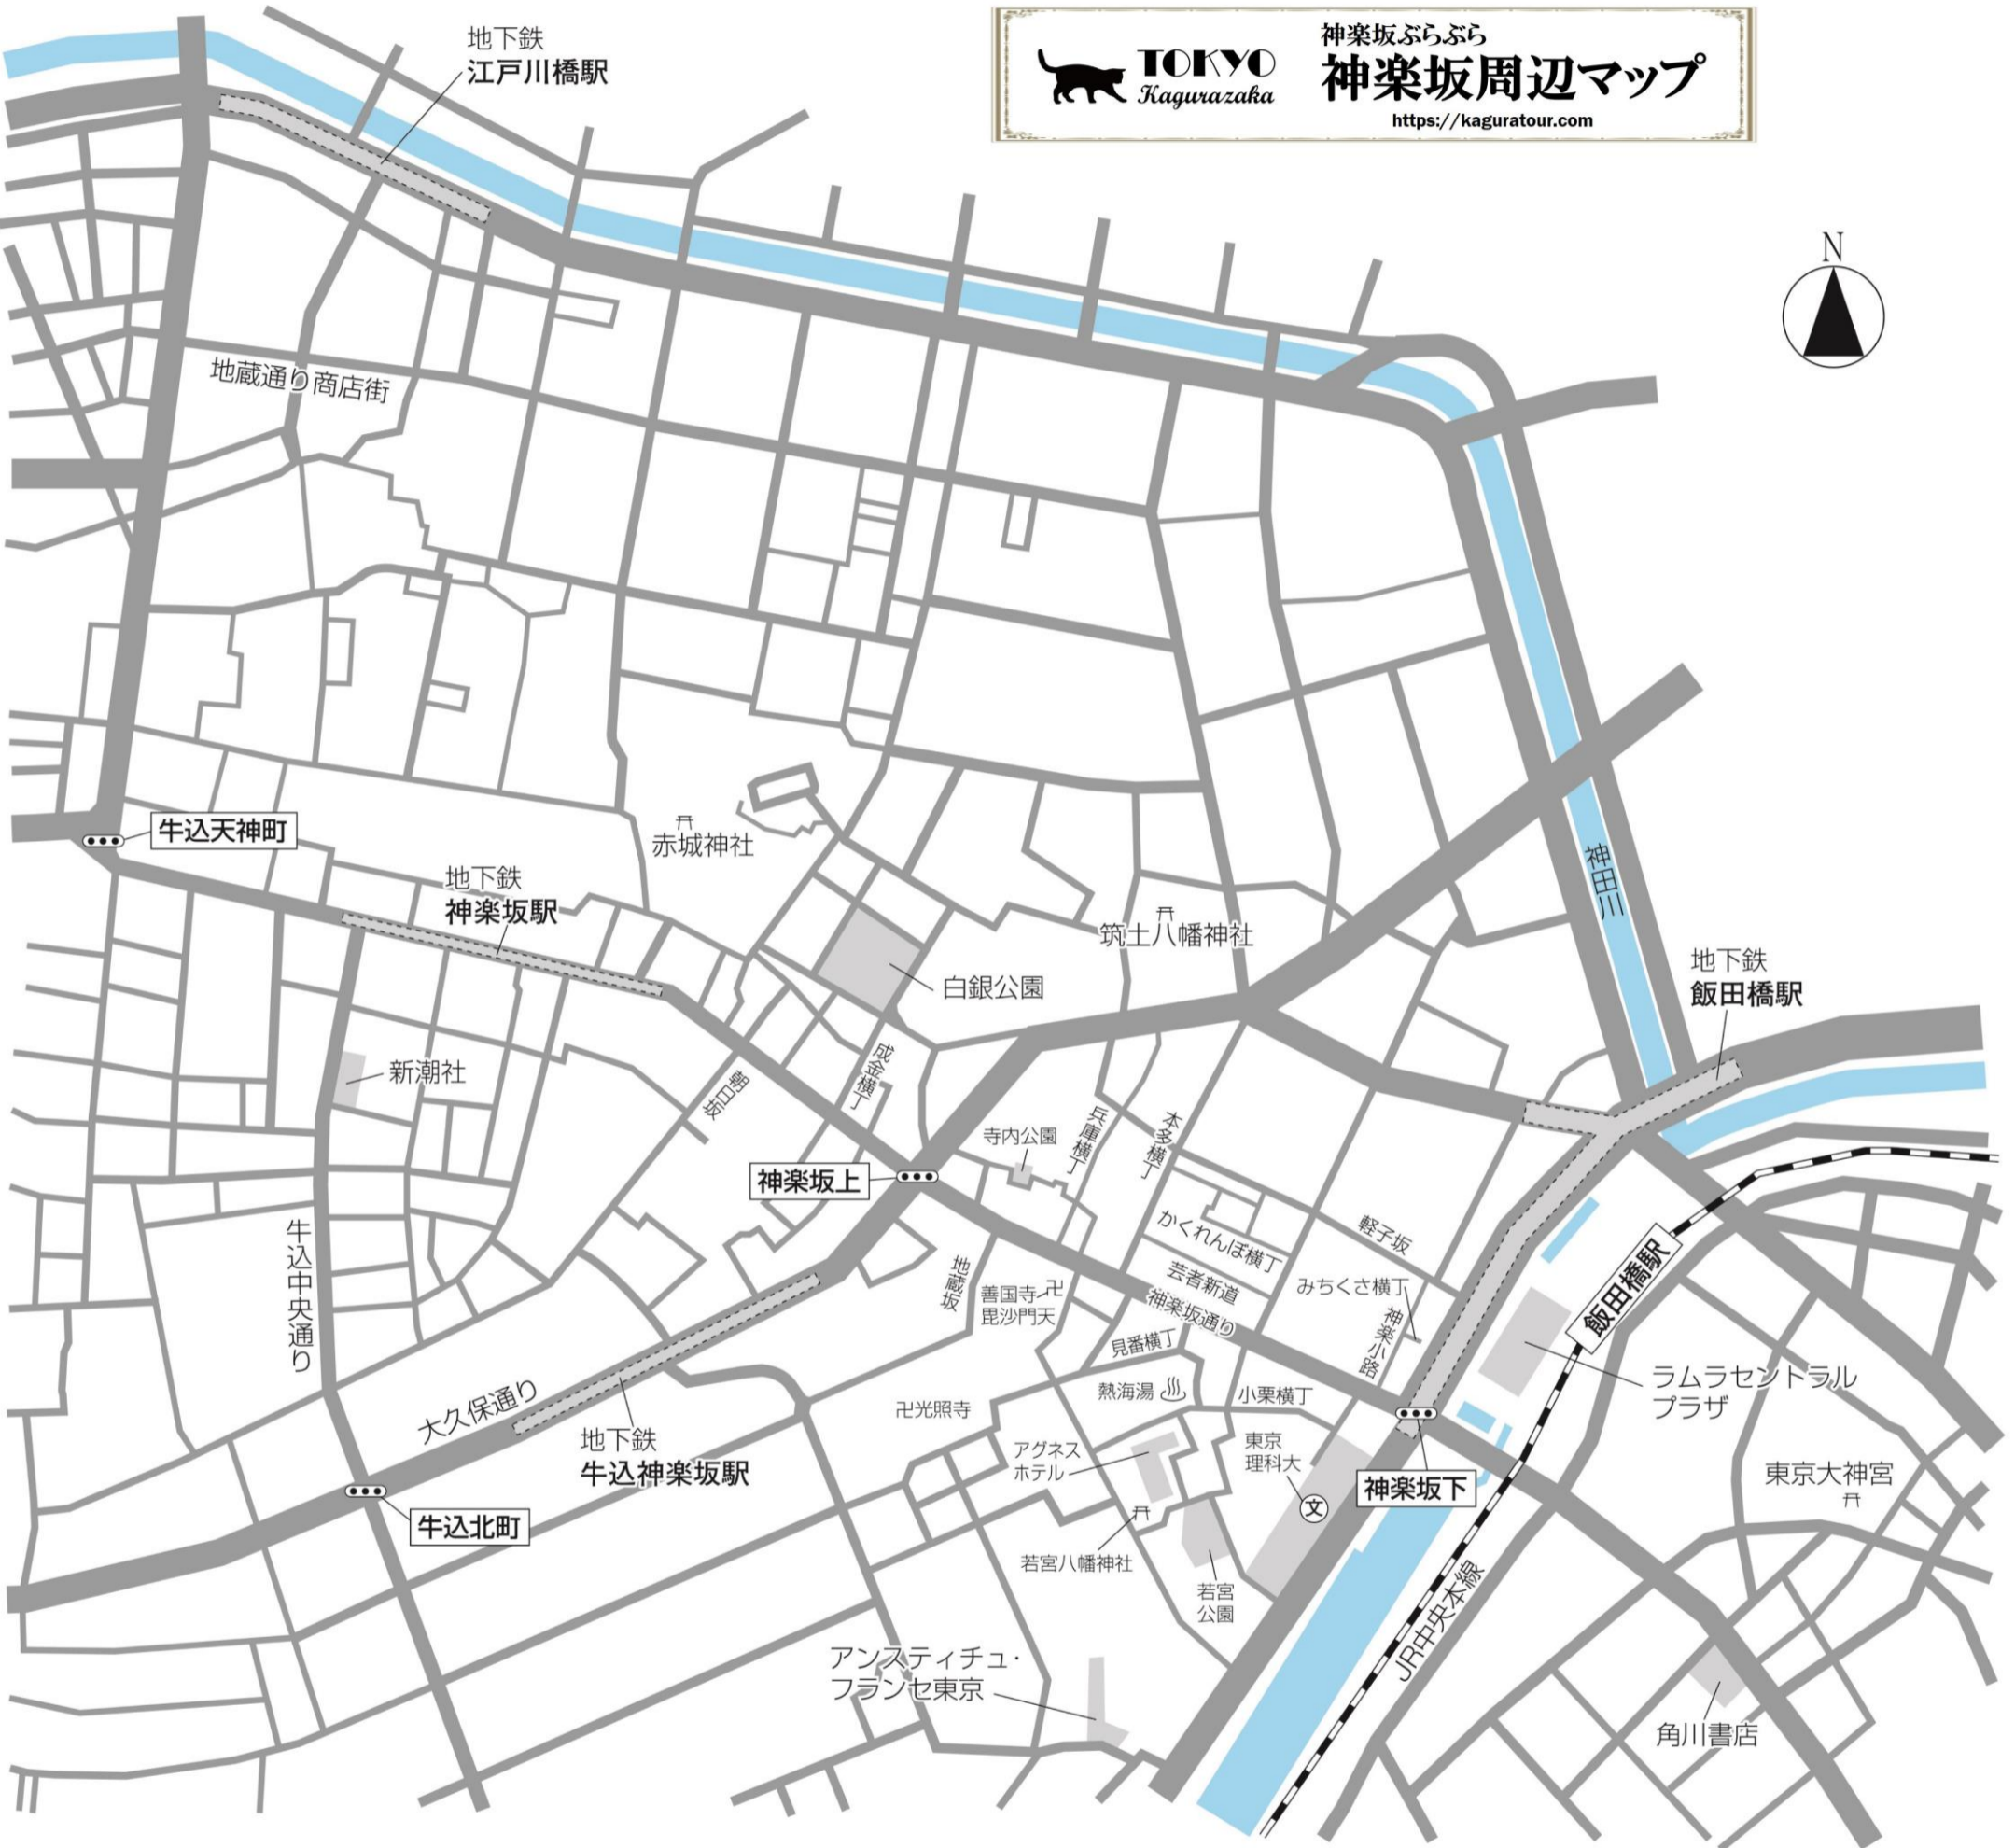 地下鉄
江戸川橋駅
TOKYO
Kagurazaka
神楽坂ぶらぶら
神楽坂周辺マップ
https://kaguratour.com
N
地蔵通り商店街
牛込天神町
赤城神社
地下鉄
神楽坂駅
神田川
筑土八幡神社
白銀公園
地下鉄
飯田橋駅
新潮社
成金横丁
朝日坂
兵庫横丁
本多横丁
寺内公園
神楽坂上
かくれんぼ横丁
軽子坂
牛込中央通り
地蔵坂
芸者新道
みちくさ横丁
善国寺卍
毘沙門天
神楽坂通り
神楽小路
飯田橋駅
見番横丁
熱海湯
小栗横丁
ラムラセントラル
プラザ
大久保通り
卍光照寺
地下鉄
牛込神楽坂駅
アグネス
ホテル
東京
理科大
文
神楽坂下
東京大神宮
牛込北町
若宮八幡神社
若宮
公園
JR中央本線
アンスティチュ・
フランセ東京
角川書店